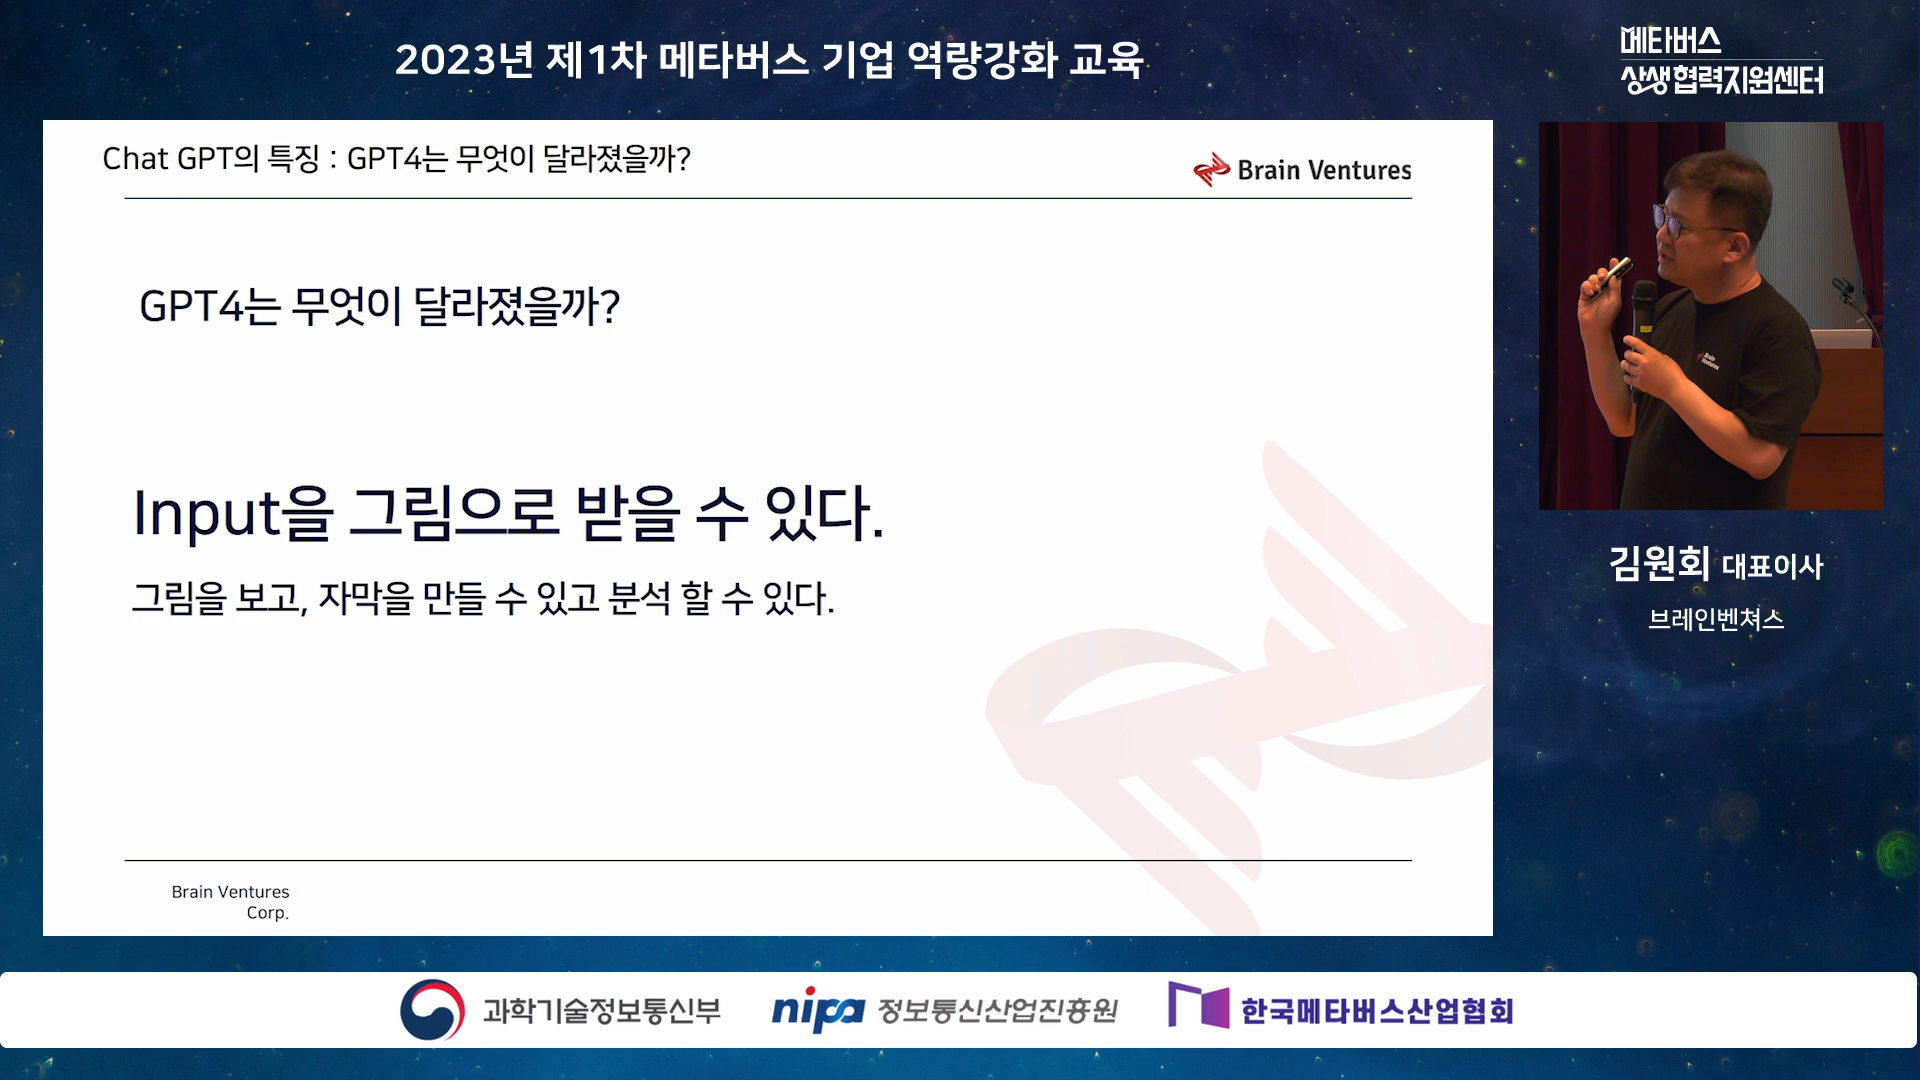 2023년 제1차 메타버스 기업 역량강화 교육
메타버스
상생협력지원센터
Chat GPT의 특징 : GPT4는 무엇이 달라졌을까?
Brain Ventures
GPT4는 무엇이 달라졌을까?
Input을 그림으로 받을 수 있다.
그림을 보고, 자막을 만들 수 있고 분석 할 수 있다.
Brain Ventures
Corp.
Brain
Ventures
김원회 대표이사
브레인벤쳐스
과학기술정보통신부
nipa 정보통신산업진흥원
한국메타버스산업협회